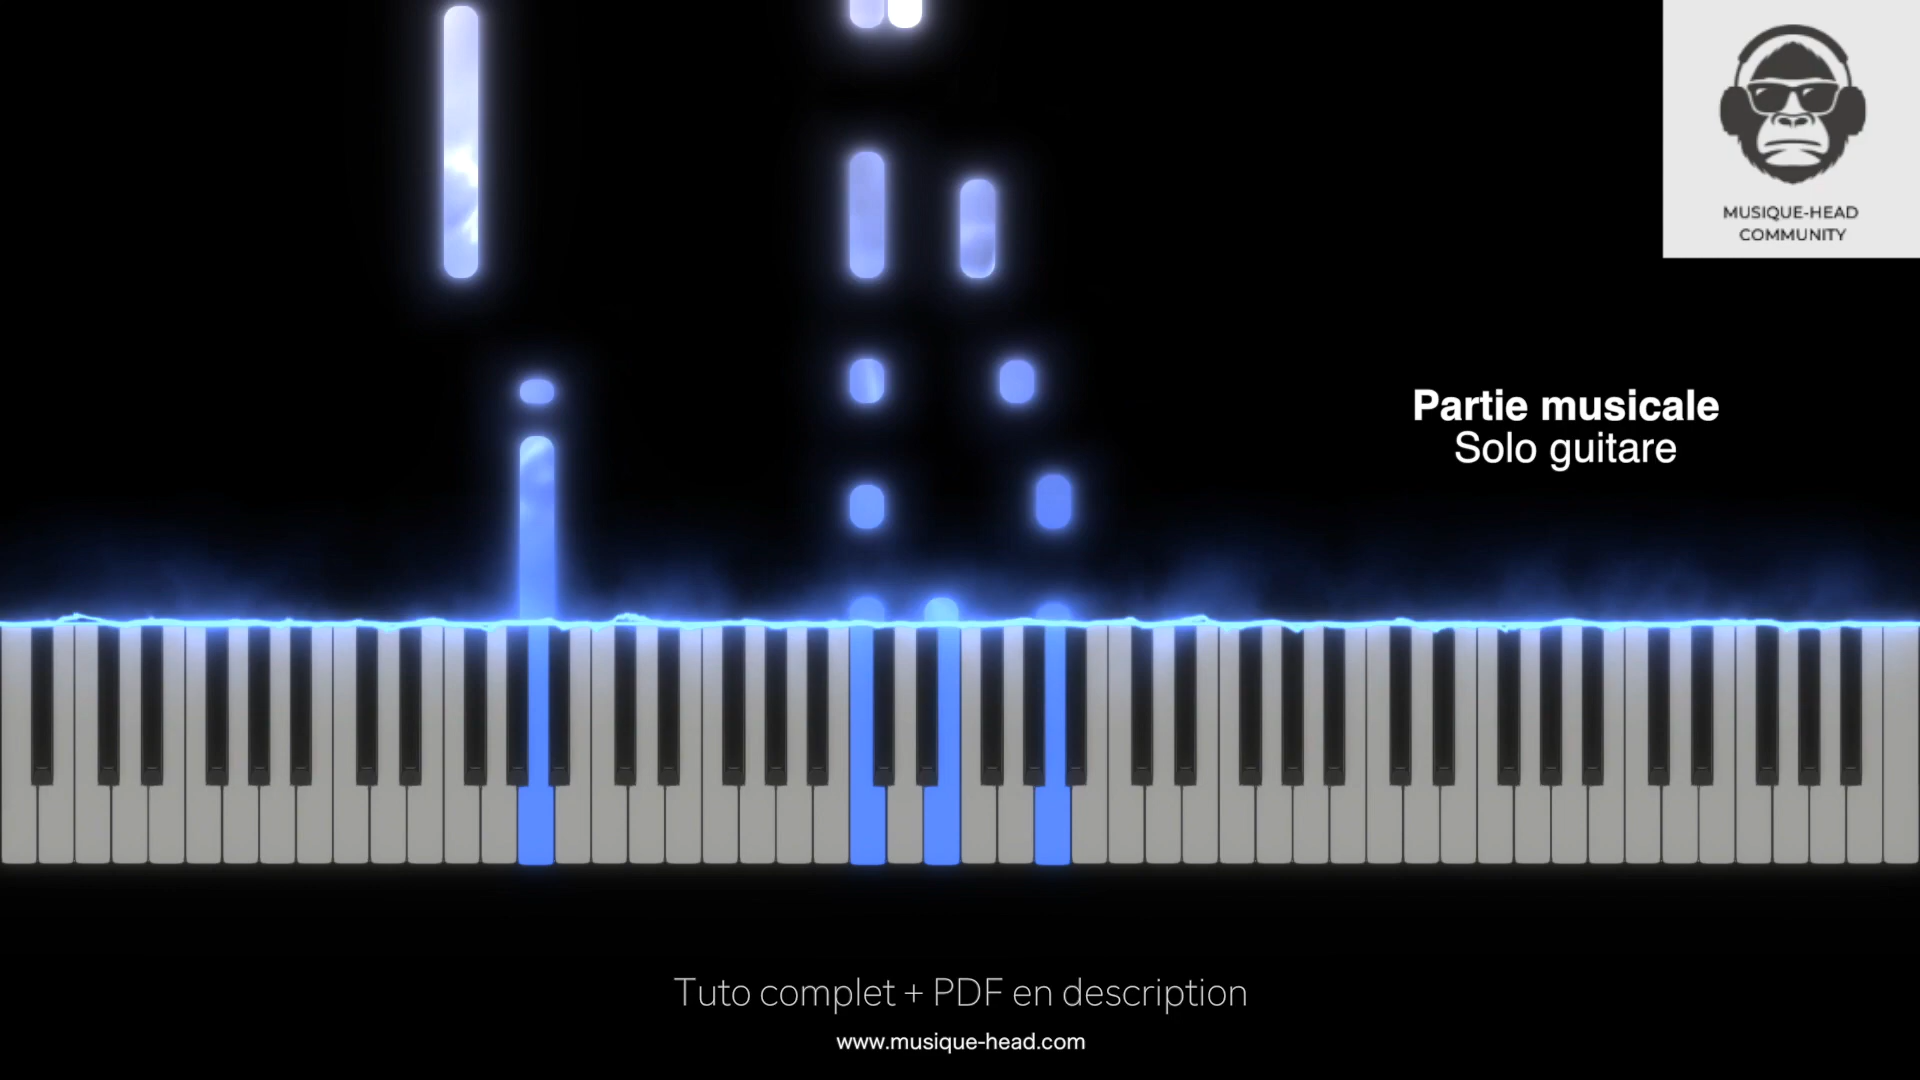 MUSIQUE-HEAD
COMMUNITY
Partie musicale
Solo guitare
Tuto complet + PDF en description
www.musique-head.com